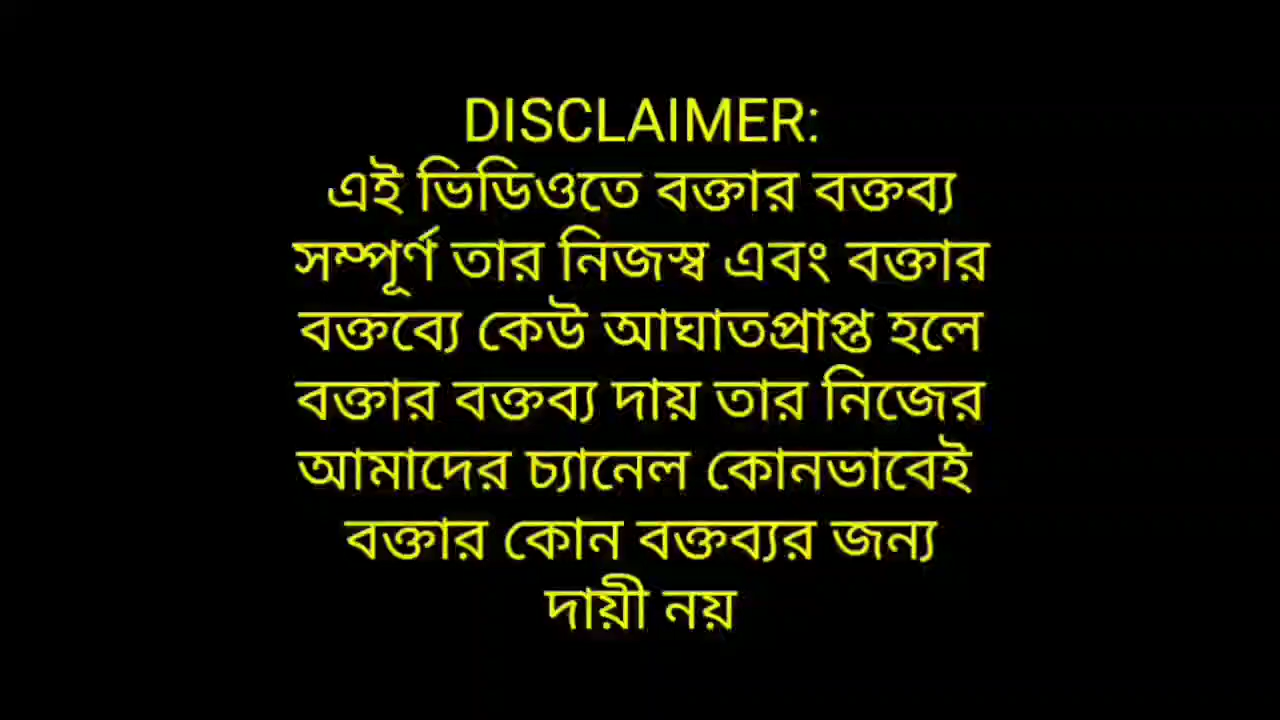 DISCLAIMER:
এই ভিডিওতে বক্তার বক্তব্য
সম্পূর্ণ তার নিজস্ব এবং বক্তার
বক্তব্যে কেউ আঘাতপ্রাপ্ত হলে
বক্তার বক্তব্য দায় তার নিজের
আমাদের চ্যানেল কোনভাবেই
বক্তার কোন বক্তব্যর জন্য
দায়ী নয়